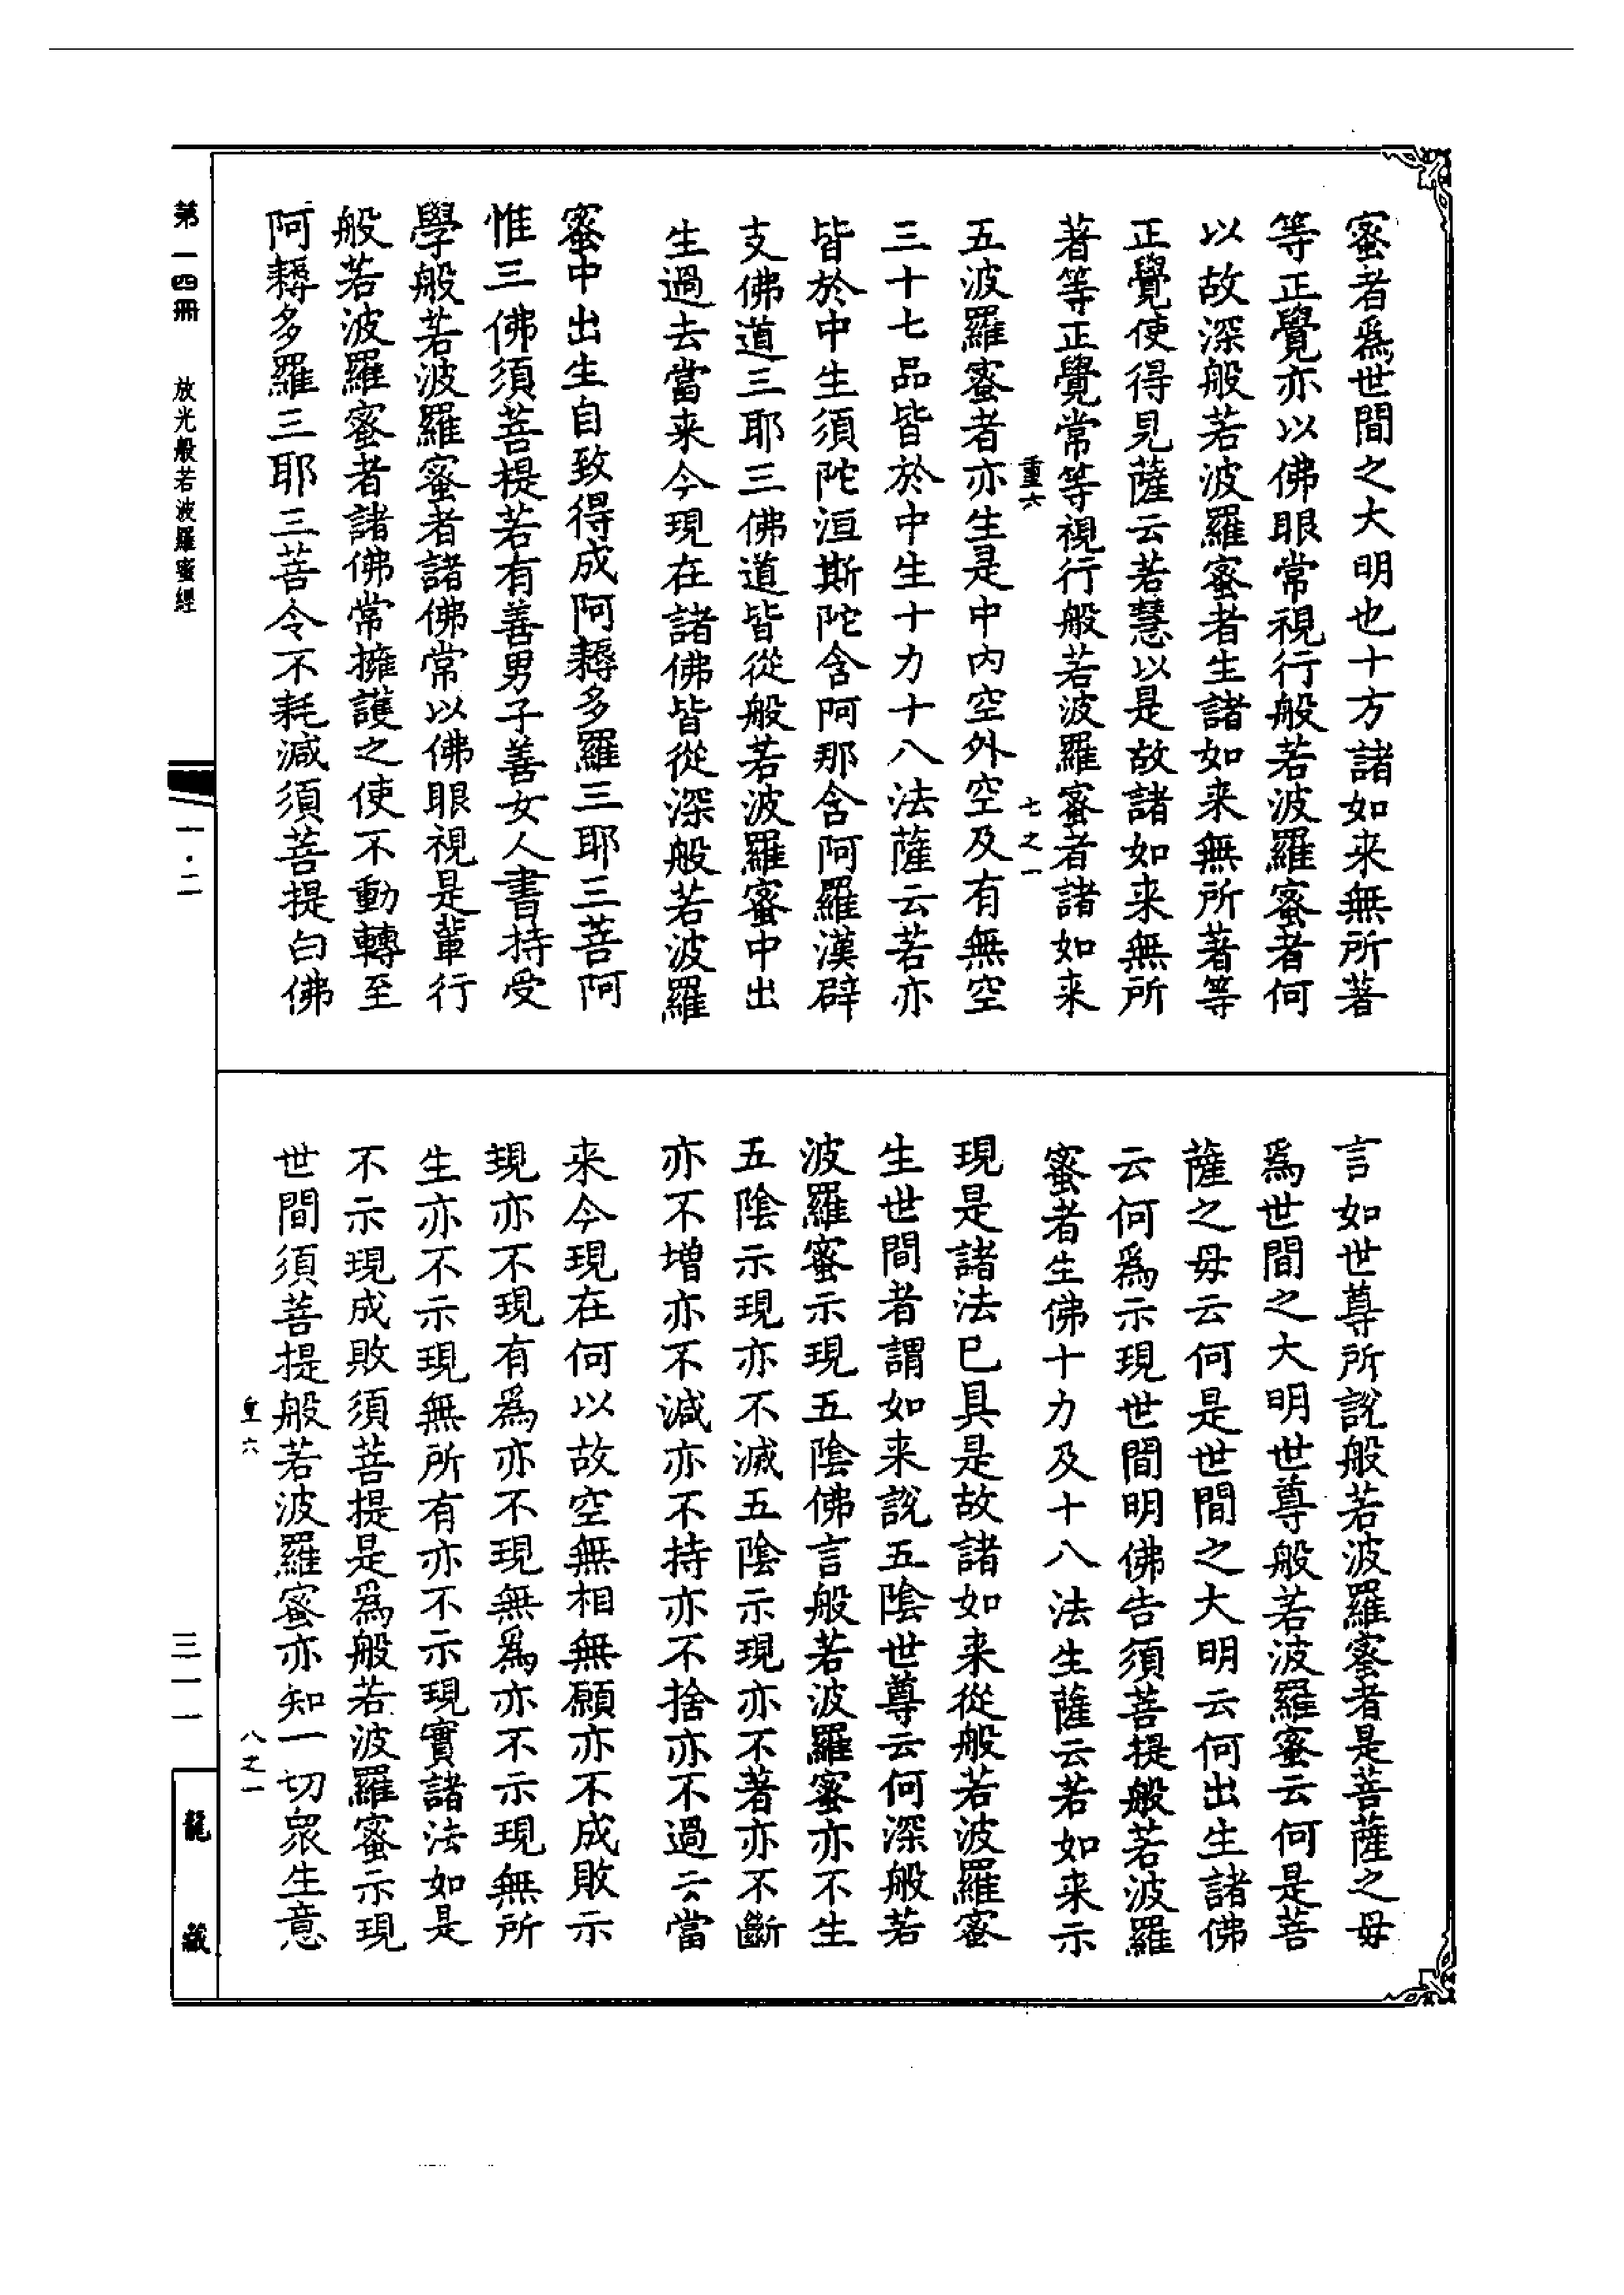 蜜者爲世間之大明也十方諸如来無所著
等正覺亦以佛眼常視行般若波羅蜜者何
以故深般若波羅蜜者生諸如来無所著等
正覺使得見薩云若慧以是故諸如来無所
著等正覺常等視行般若波羅蜜者諸如来
重六 七之一
五波羅蜜者亦生是中内空外空及有無空
三十七品皆於中生十力十八法薩云若亦
皆於中生須陀洹斯陀含阿那含阿羅漢辟
支佛道三耶三佛道皆從般若波羅蜜中出
生過去當来今現在諸佛皆從深般若波羅
蜜中出生自致得成阿耨多羅三耶三菩阿
惟三佛須菩提若有善男子善女人書持受
學般若波羅蜜者諸佛常以佛眼視是輩行
般若波羅蜜者諸佛常擁護之使不動轉至
阿耨多羅三耶三菩令不耗減須菩提白佛
言如世尊所説般若波羅蜜者是菩薩之母
爲世間之大明世尊般若波羅蜜云何是菩
薩之母云何是世間之大明云何出生諸佛
云何爲示現世間明佛告須菩提般若波羅
蜜者生佛十力及十八法生薩云若如来示
現是諸法已具是故諸如来從般若波羅蜜
生世間者謂如来説五陰世尊云何深般若
波羅蜜示現五陰佛言般若波羅蜜亦不生
五陰示現亦不滅五陰示現亦不著亦不斷
亦不增亦不減亦不持亦不捨亦不過去當
来今現在何以故空無相無願亦不成敗示
現亦不現有爲亦不現無爲亦不示現無所
生亦不示現無所有亦不示現實諸法如是
不示現成敗須菩提是爲般若波羅蜜示現
世間須菩提般若波羅蜜亦知一切衆生意
重六 八之一
第一四冊 放光般若波羅蜜經
一·二
三一一
龍藏